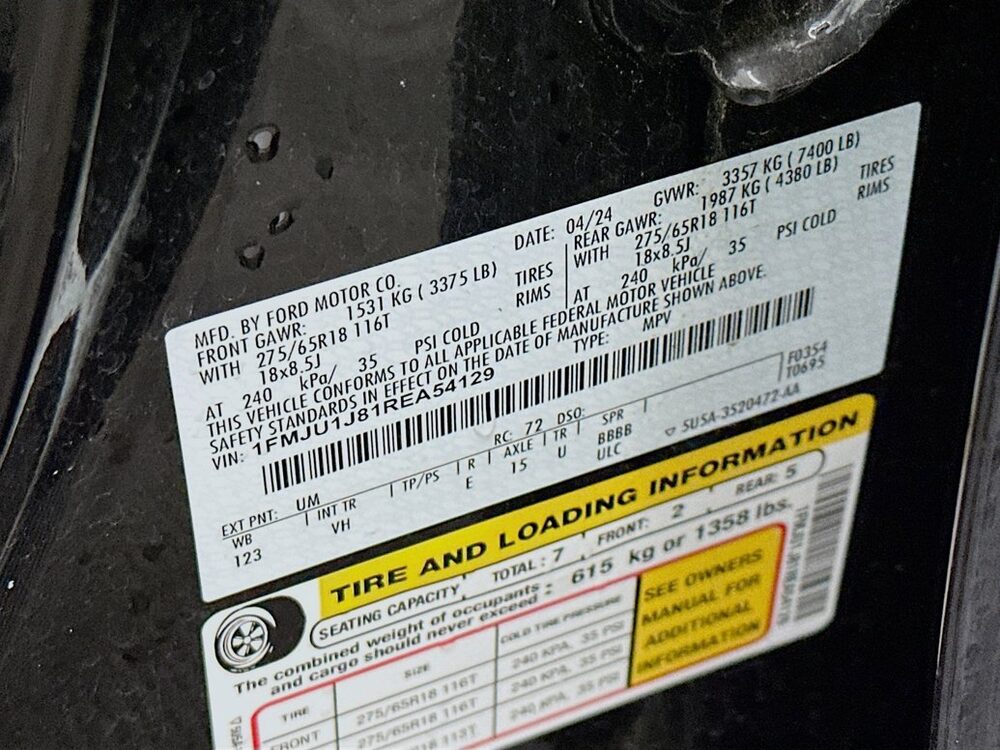 MFD. BY FORD MOTOR CO.
DATE: 04/24 GVWR: 3357 KG ( 7400 LB)
FRONT GAWR: 1531 KG ( 3375 LB) REAR GAWR: 1987 KG ( 4380 LB)
WITH 275/65R18 116T TIRES WITH 275/65R18 116T TIRES
18x8.5J RIMS 18x8.5J RIMS
AT 240 kPa/ 35 PSI COLD AT 240 kPa/ 35 PSI COLD
THIS VEHICLE CONFORMS TO ALL APPLICABLE FEDERAL MOTOR VEHICLE
SAFETY STANDARDS IN EFFECT ON THE DATE OF MANUFACTURE SHOWN ABOVE.
VIN: 1FMJU1J81REA54129 TYPE: MPV
F0354
T0695
EXT PNT: UM RC: 72 DSO:
WB INT TR TP/PS R AXLE TR SPR
123 VH E 15 U BBBB
ULC
SU5A-3520472-AA
TIRE AND LOADING INFORMATION
SEATING CAPACITY TOTAL: 7 FRONT: 2 REAR: 5
The combined weight of occupants and cargo should never exceed: 615 kg or 1358 lbs.
TIRE SIZE COLD TIRE PRESSURE
FRONT 275/65R18 116T 240 KPA, 35 PSI
275/65R18 116T 240 KPA, 35 PSI
240 KPA, 35 PSI
SEE OWNERS
MANUAL FOR
ADDITIONAL
INFORMATION